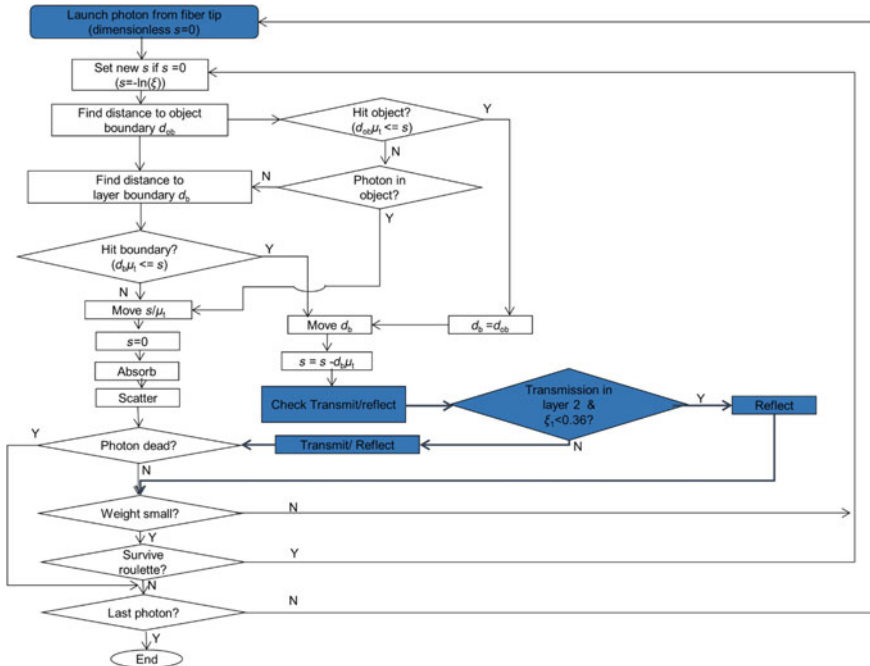 Launch photon from fiber tip
(dimensionless s=0)
Set new s if s =0
(s=-ln(ξ))
Find distance to object
boundary dob
Hit object?
(dobμt <= s)
Y
N
Find distance to
layer boundary db
N
Photon in
object?
Y
Hit boundary?
(dbμt <= s)
Y
N
Move s/μt
Move db
db =dob
s=0
s = s -dbμt
Absorb
Scatter
Check Transmit/reflect
Transmission in
layer 2 &
ξ1<0.36?
Y
Reflect
N
Y
Photon dead?
Transmit/ Reflect
N
Weight small?
N
Y
Survive
roulette?
Y
N
Last photon?
N
Y
End